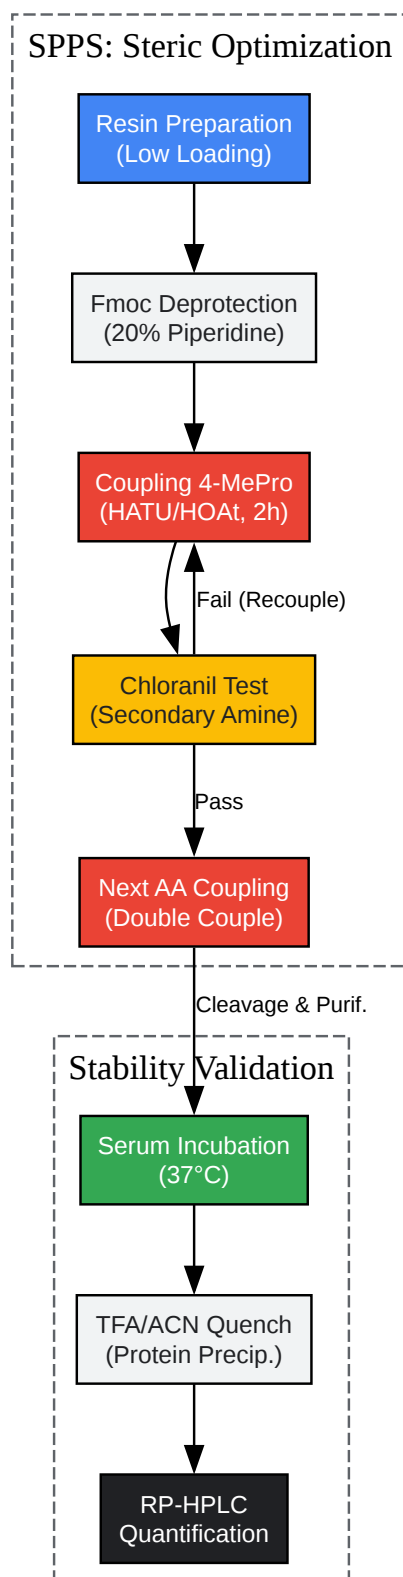 SPPS: Steric Optimization
Resin Preparation
(Low Loading)
Fmoc Deprotection
(20% Piperidine)
Coupling 4-MePro
(HATU/HOAt, 2h)
Fail (Recouple)
Chloranil Test
(Secondary Amine)
Pass
Next AA Coupling
(Double Couple)
Cleavage & Purif.
Stability Validation
Serum Incubation
(37°C)
TFA/ACN Quench
(Protein Precip.)
RP-HPLC
Quantification